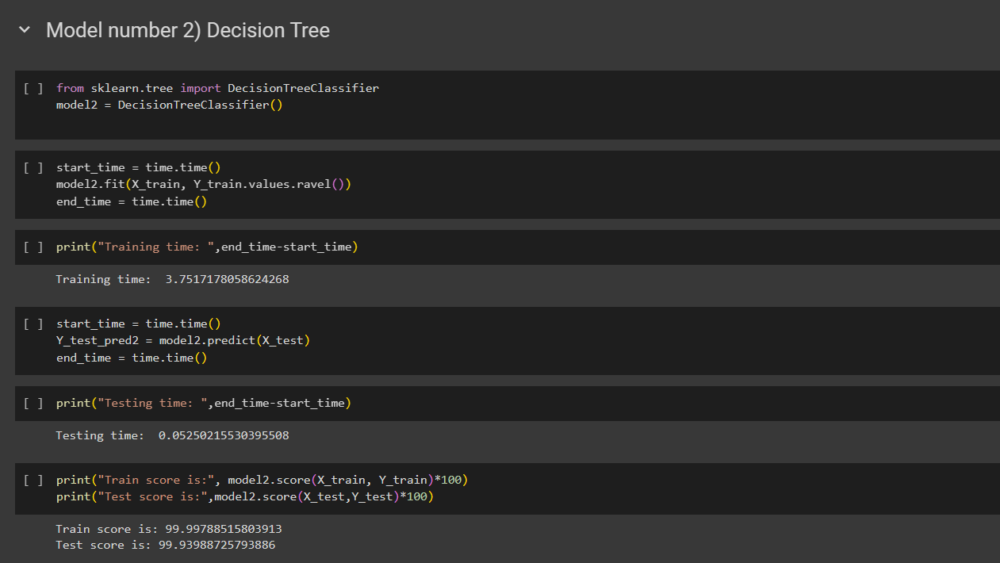 Model number 2) Decision Tree
[ ] from sklearn.tree import DecisionTreeClassifier
model2 = DecisionTreeClassifier()
[ ] start_time = time.time()
model2.fit(X_train, Y_train.values.ravel())
end_time = time.time()
[ ] print("Training time: ",end_time-start_time)
Training time:  3.7517178058624268
[ ] start_time = time.time()
Y_test_pred2 = model2.predict(X_test)
end_time = time.time()
[ ] print("Testing time: ",end_time-start_time)
Testing time:  0.05250215530395508
[ ] print("Train score is:", model2.score(X_train, Y_train)*100)
print("Test score is:",model2.score(X_test,Y_test)*100)
Train score is: 99.99788515803913
Test score is: 99.93988725793886